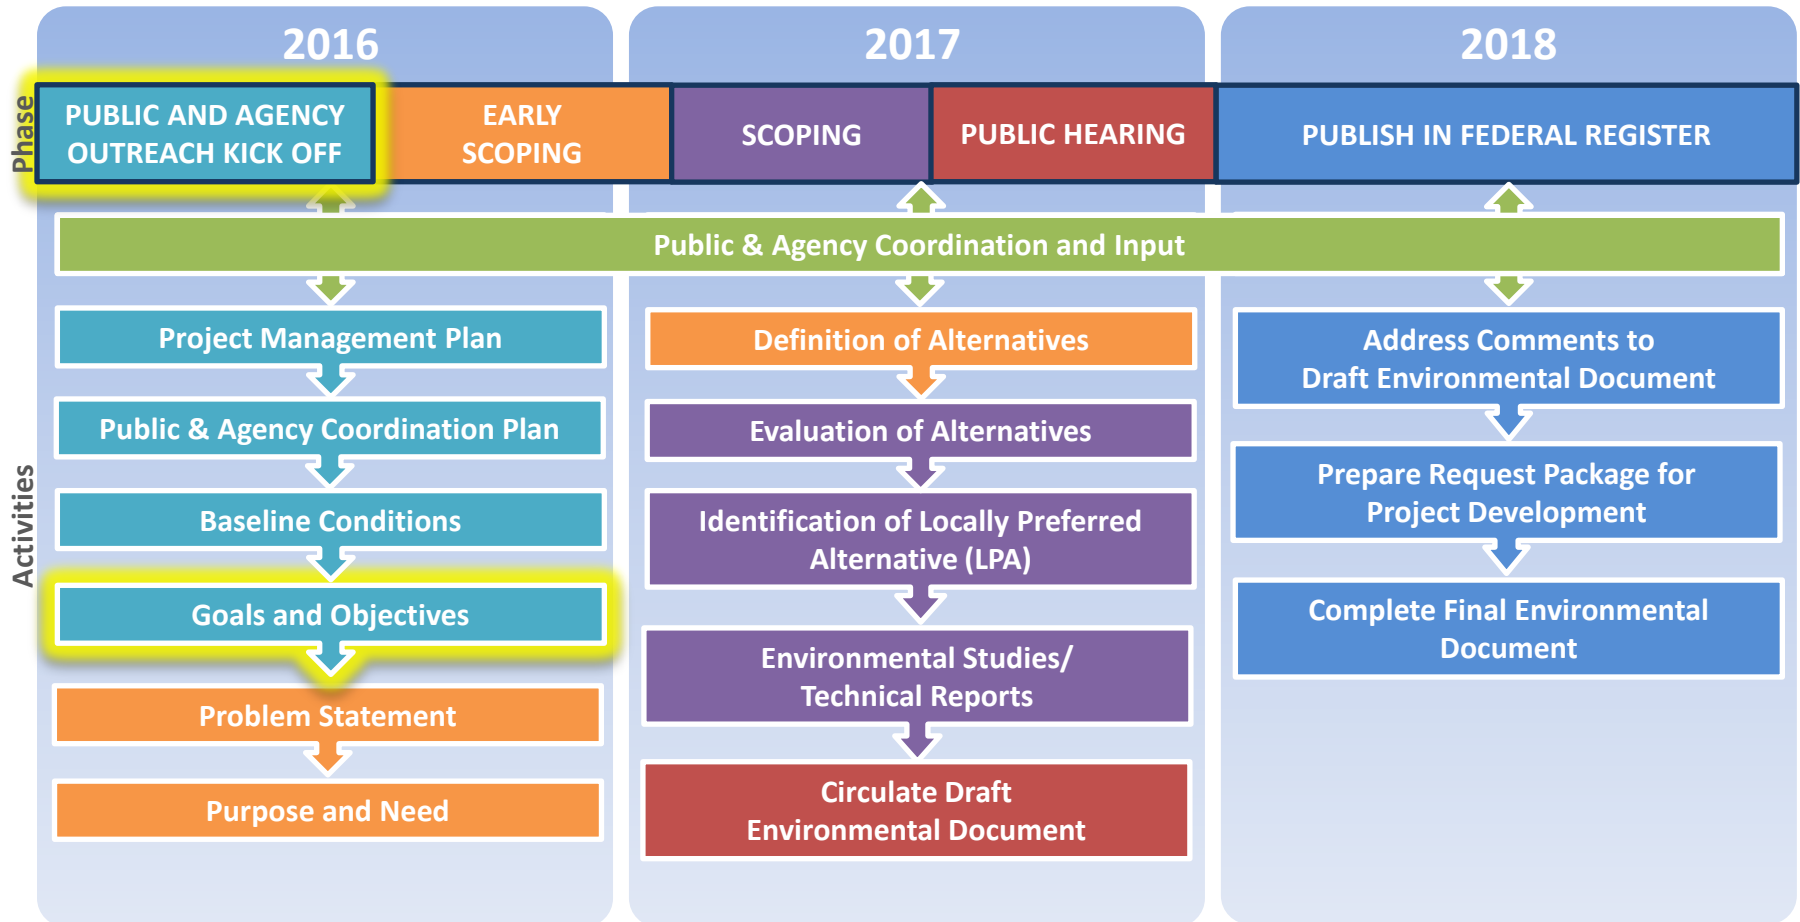 2016
2017
2018
Phase
PUBLIC AND AGENCY
OUTREACH KICK OFF
EARLY
SCOPING
SCOPING
PUBLIC HEARING
PUBLISH IN FEDERAL REGISTER
Public & Agency Coordination and Input
Activities
Project Management Plan
Public & Agency Coordination Plan
Baseline Conditions
Goals and Objectives
Problem Statement
Purpose and Need
Definition of Alternatives
Evaluation of Alternatives
Identification of Locally Preferred
Alternative (LPA)
Environmental Studies/
Technical Reports
Circulate Draft
Environmental Document
Address Comments to
Draft Environmental Document
Prepare Request Package for
Project Development
Complete Final Environmental
Document